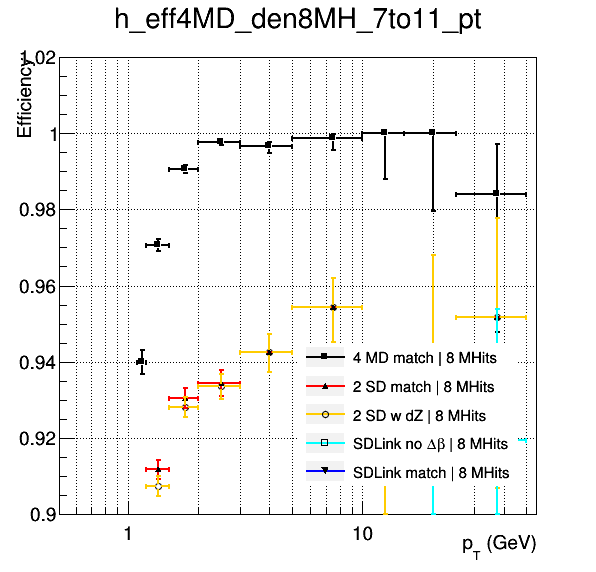 h_eff4MD_den8MH_7to11_pt
Efficiency
1.02
1
0.98
0.96
0.94
0.92
0.9
4 MD match | 8 MHits
2 SD match | 8 MHits
2 SD w dZ | 8 MHits
SDLink no Δβ | 8 MHits
SDLink match | 8 MHits
1
10
p_T (GeV)